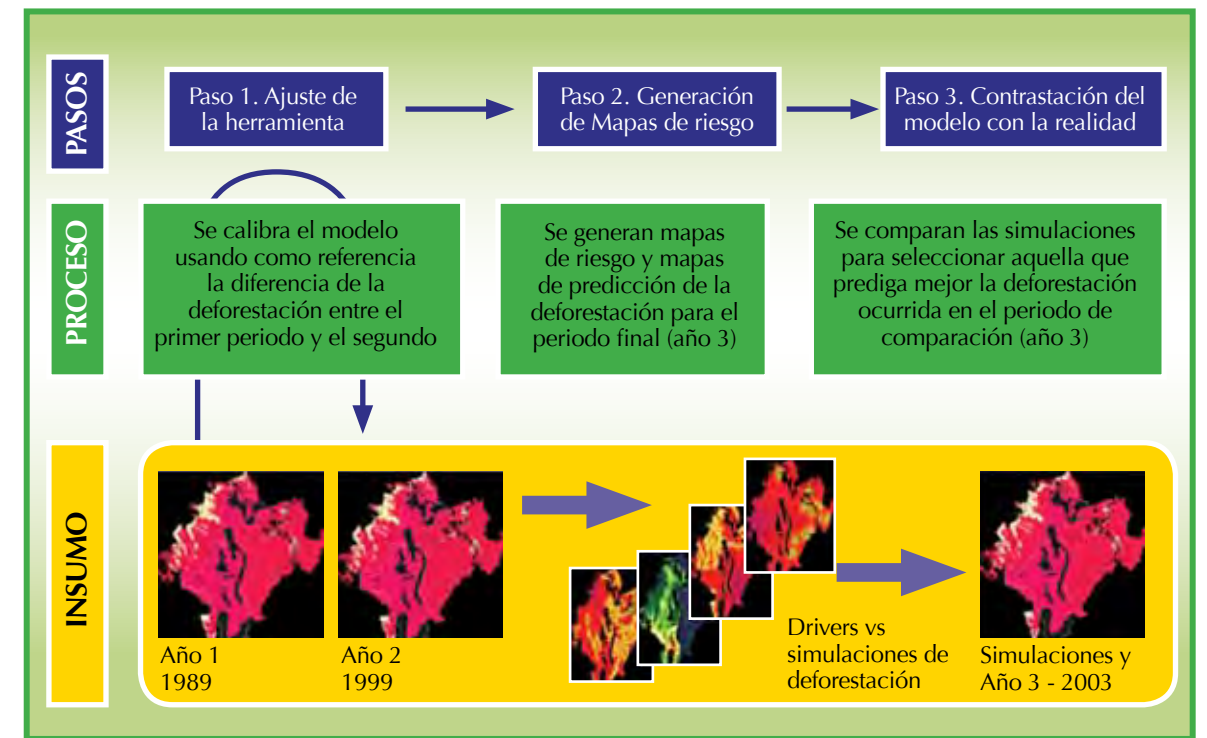 PASOS
Paso 1. Ajuste de
la herramienta
Paso 2. Generación
de Mapas de riesgo
Paso 3. Contrastación del
modelo con la realidad
PROCESO
Se calibra el modelo
usando como referencia
la diferencia de la
deforestación entre el
primer periodo y el segundo
Se generan mapas
de riesgo y mapas
de predicción de la
deforestación para el
periodo final (año 3)
Se comparan las simulaciones
para seleccionar aquella que
prediga mejor la deforestación
ocurrida en el periodo de
comparación (año 3)
INSUMO
Año 1
1989
Año 2
1999
Drivers vs
simulaciones de
deforestación
Simulaciones y
Año 3 - 2003